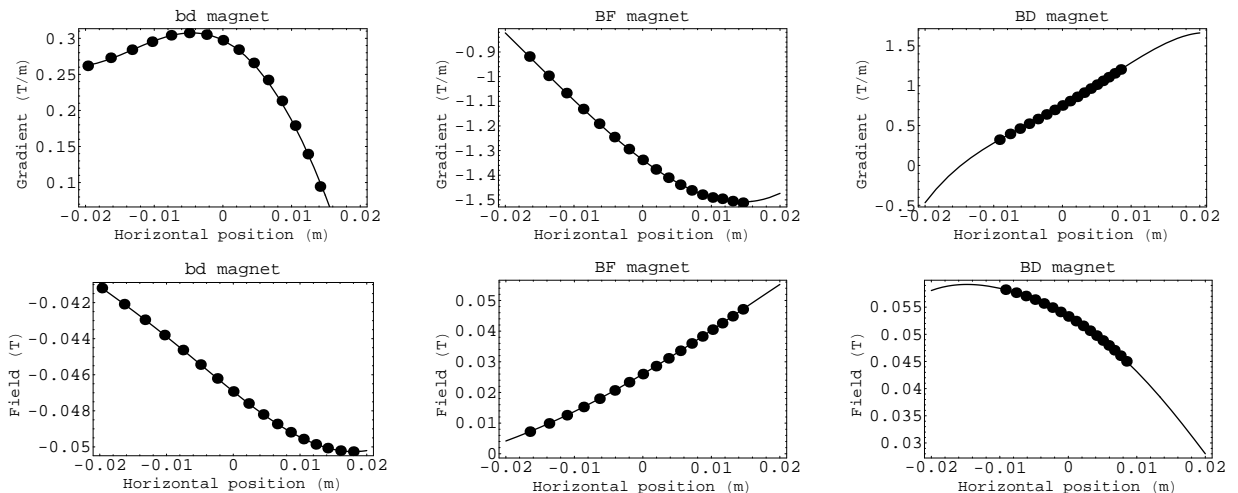 bd magnet
0.3
0.25
0.2
0.15
0.1
Gradient (T/m)
-0.02 -0.01 0 0.01 0.02
Horizontal position (m)
BF magnet
-0.9
-1
-1.1
-1.2
-1.3
-1.4
-1.5
Gradient (T/m)
-0.02 -0.01 0 0.01 0.02
Horizontal position (m)
BD magnet
1.5
1
0.5
0
-0.5
Gradient (T/m)
-0.02 -0.01 0 0.01 0.02
Horizontal position (m)
bd magnet
-0.042
-0.044
-0.046
-0.048
-0.05
Field (T)
-0.02 -0.01 0 0.01 0.02
Horizontal position (m)
BF magnet
0.05
0.04
0.03
0.02
0.01
0
Field (T)
-0.02 -0.01 0 0.01 0.02
Horizontal position (m)
BD magnet
0.055
0.05
0.045
0.04
0.035
0.03
Field (T)
-0.02 -0.01 0 0.01 0.02
Horizontal position (m)